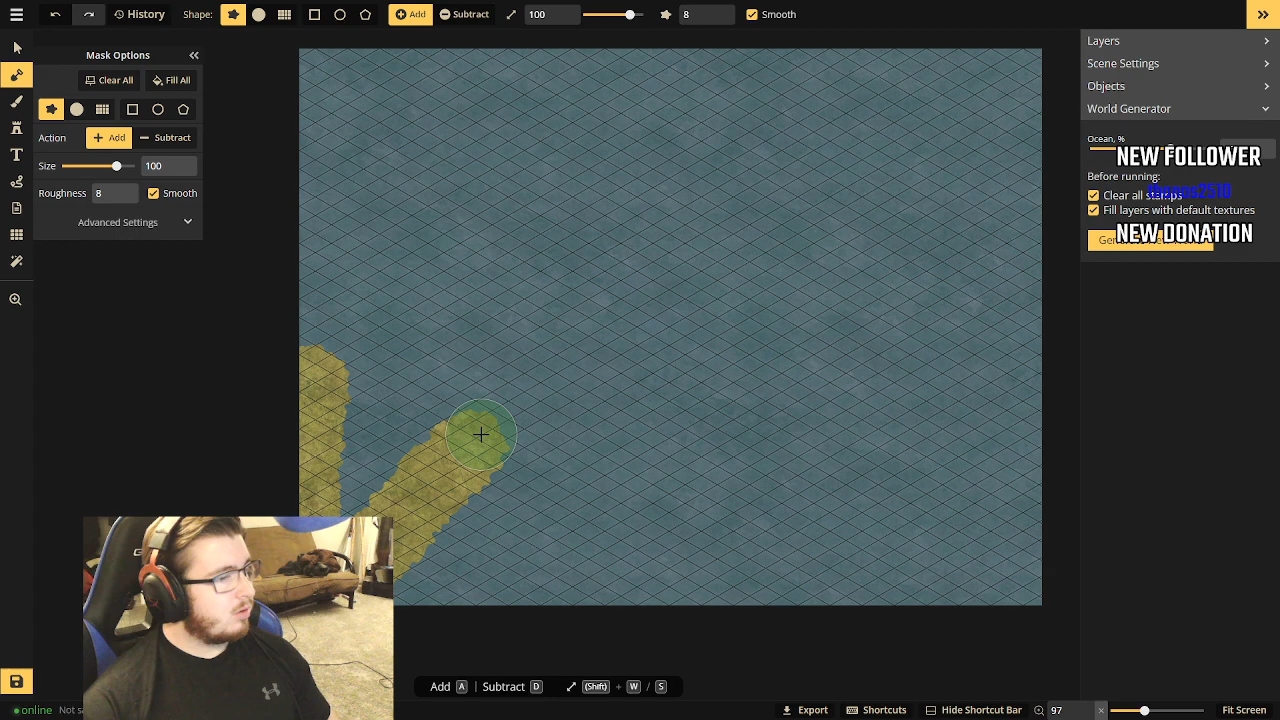 History
Shape:
Add
Subtract
100
8
Smooth
Mask Options
Clear All
Fill All
Action
Add
Subtract
Size
100
Roughness
8
Smooth
Advanced Settings
Layers
Scene Settings
Objects
World Generator
Ocean, %
NEW FOLLOWER
Before running:
Clear all stamps
Fill layers with default textures
NEW DONATION
Add A | Subtract D
(Shift) + W / S
online
Export
Shortcuts
Hide Shortcut Bar
97
Fit Screen